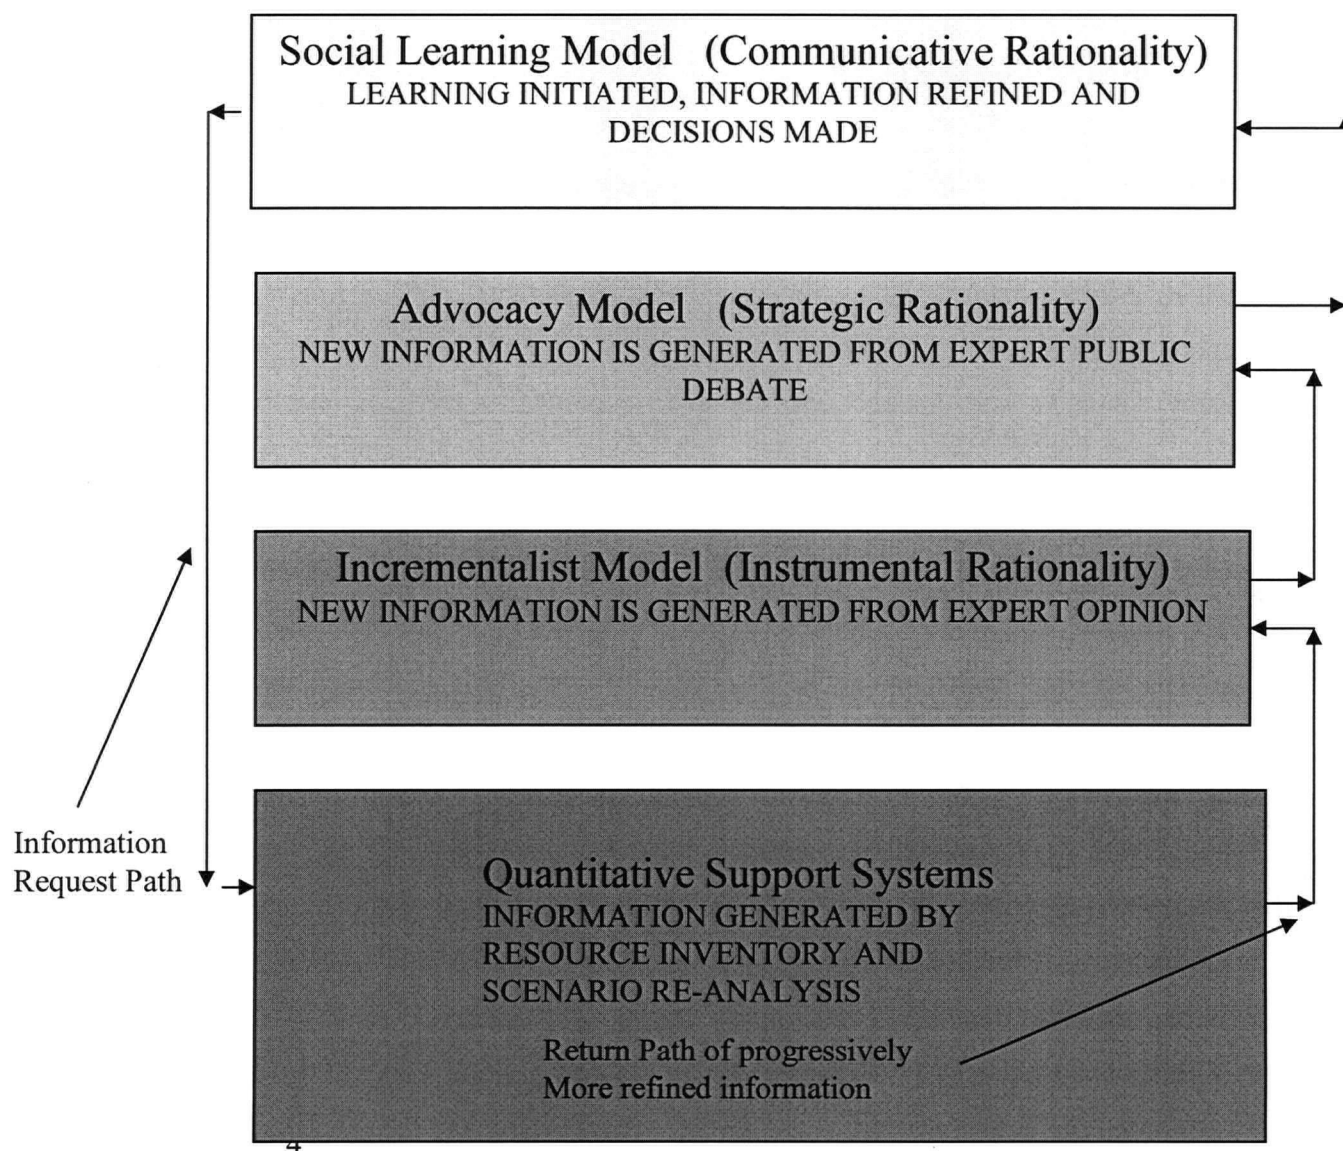 Social Learning Model (Communicative Rationality)
LEARNING INITIATED, INFORMATION REFINED AND
DECISIONS MADE
Advocacy Model (Strategic Rationality)
NEW INFORMATION IS GENERATED FROM EXPERT PUBLIC
DEBATE
Incrementalist Model (Instrumental Rationality)
NEW INFORMATION IS GENERATED FROM EXPERT OPINION
Information
Request Path
Quantitative Support Systems
INFORMATION GENERATED BY
RESOURCE INVENTORY AND
SCENARIO RE-ANALYSIS
Return Path of progressively
More refined information
4